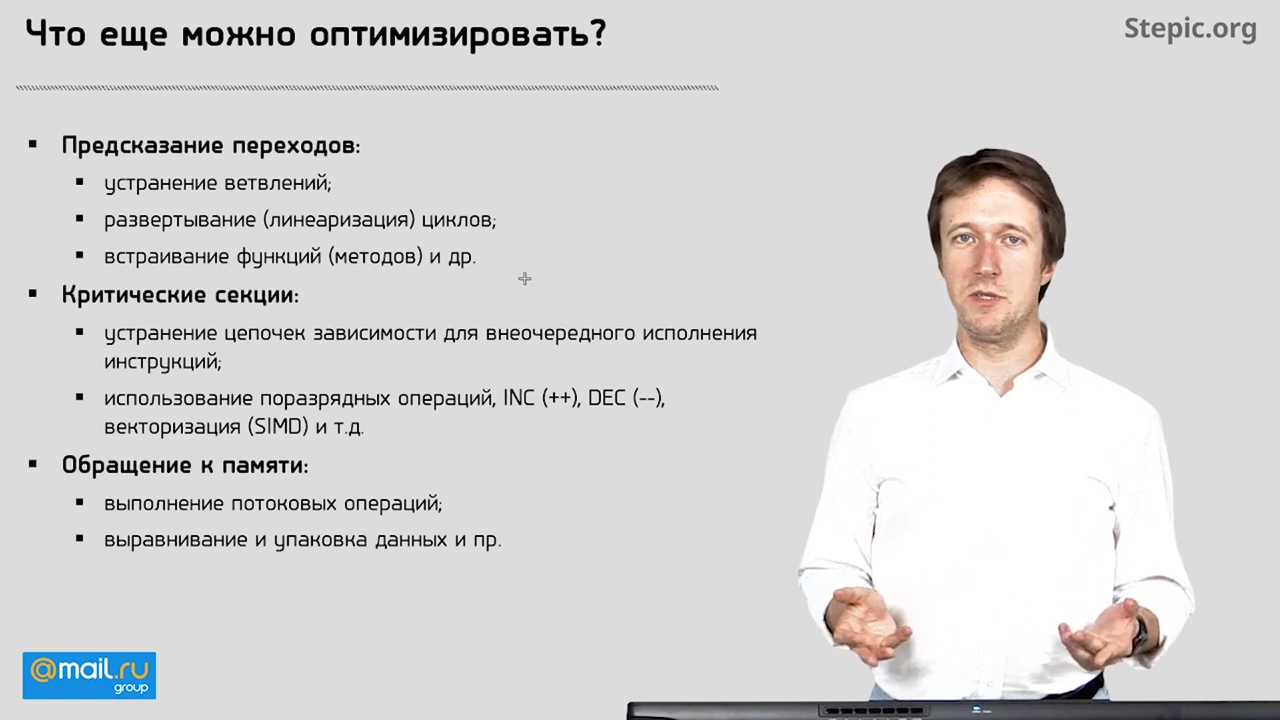 Что еще можно оптимизировать?
Stepic.org
▪ Предсказание переходов:
▪ устранение ветвлений;
▪ развертывание (линеаризация) циклов;
▪ встраивание функций (методов) и др.
▪ Критические секции:
▪ устранение цепочек зависимости для внеочередного исполнения
инструкций;
▪ использование поразрядных операций, INC (++), DEC (--),
векторизация (SIMD) и т.д.
▪ Обращение к памяти:
▪ выполнение потоковых операций;
▪ выравнивание и упаковка данных и пр.
@mail.ru
group